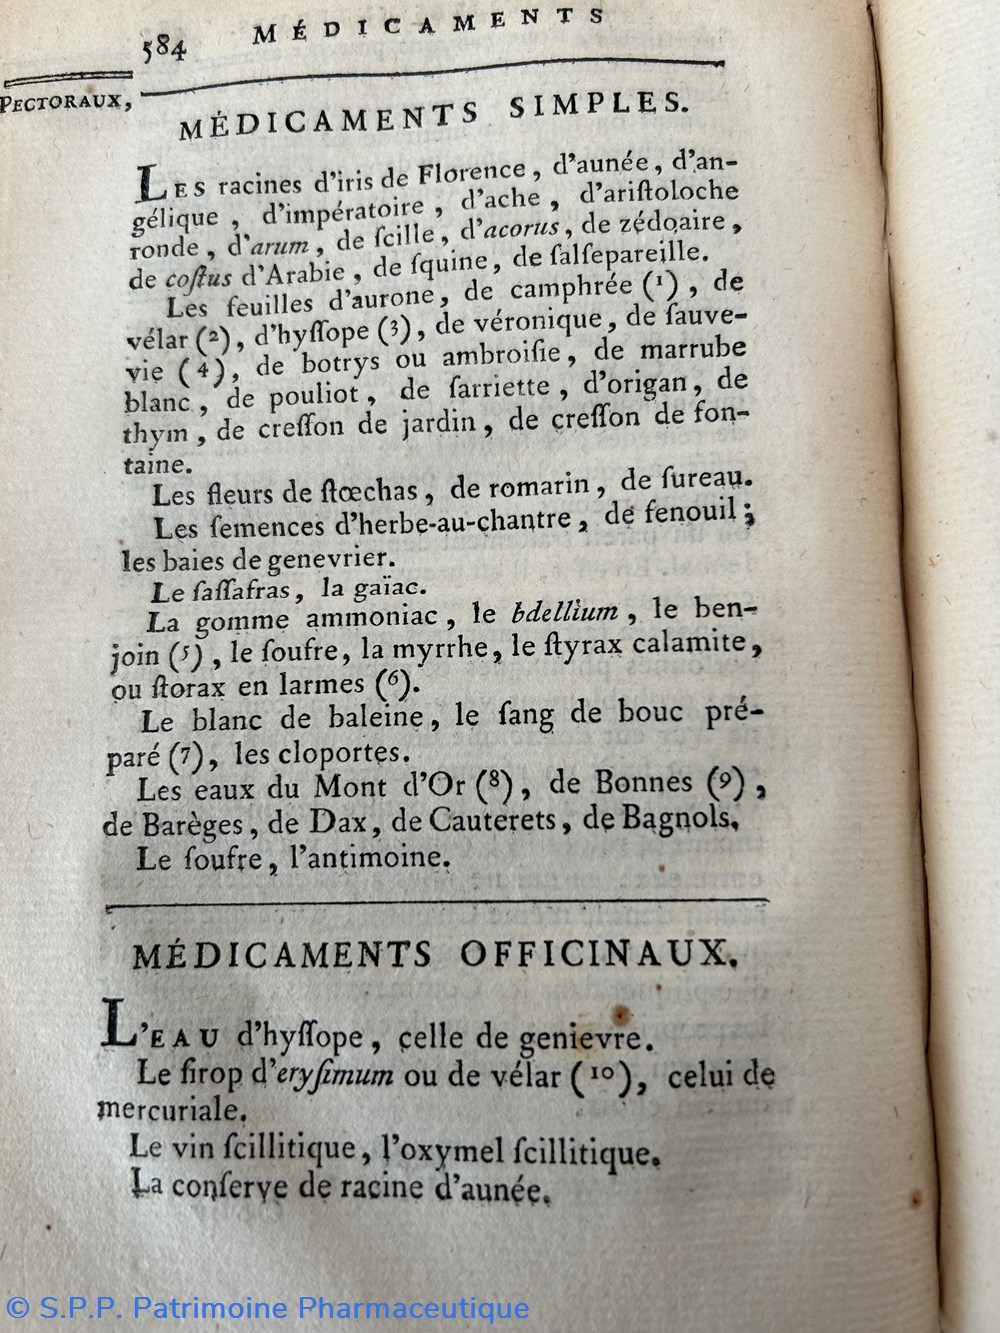 584 MÉDICAMENTS
PECTORAUX,
MÉDICAMENTS SIMPLES.
LES racines d'iris de Florence, d'aunée, d'an-
gélique, d'impératoire, d'ache, d'ariſtoloche
ronde, d'arum, de ſcille, d'acorus, de zédoaire,
de coſtus d'Arabie, de ſquine, de ſalſepareille.
Les feuilles d'aurone, de camphrée (1), de
vélar (2), d'hyſſope (3), de véronique, de ſauve-
vie (4), de botrys ou ambroiſie, de marrube
blanc, de pouliot, de ſarriette, d'origan, de
thym, de creſſon de jardin, de creſſon de fon-
taine.
Les fleurs de ſtœchas, de romarin, de ſureau.
Les ſemences d'herbe-au-chantre, de fenouil;
les baies de genevrier.
Le ſaſſafras, la gaïac.
La gomme ammoniac, le bdellium, le ben-
join (5), le ſoufre, la myrrhe, le ſtyrax calamite,
ou ſtorax en larmes (6).
Le blanc de baleine, le ſang de bouc pré-
paré (7), les cloportes.
Les eaux du Mont d'Or (8), de Bonnes (9),
de Barèges, de Dax, de Cauterets, de Bagnols.
Le ſoufre, l'antimoine.
MÉDICAMENTS OFFICINAUX.
L'EAU d'hyſſope, celle de genievre.
Le ſirop d'eryſimum ou de vélar (10), celui de
mercuriale.
Le vin ſcillitique, l'oxymel ſcillitique.
La conſerve de racine d'aunée.
© S.P.P. Patrimoine Pharmaceutique